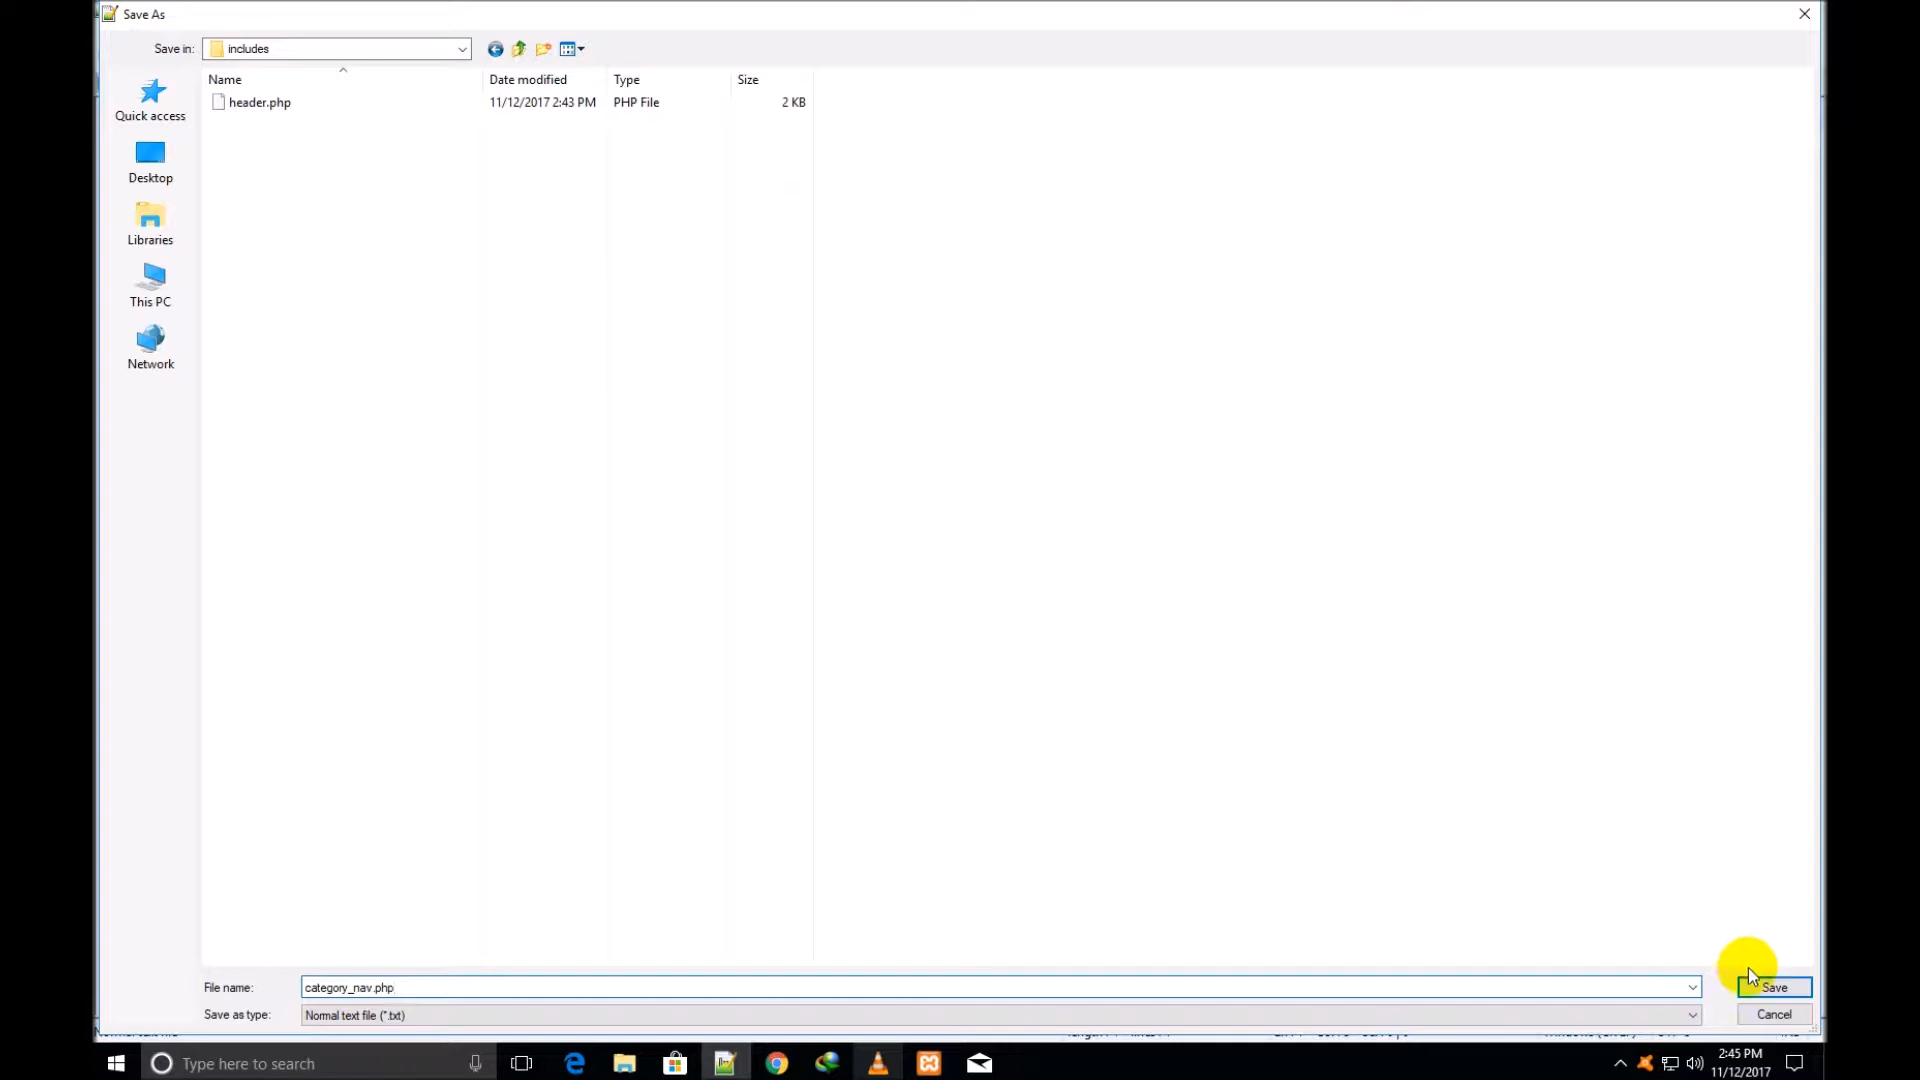 Save As
Save in: includes
Name Date modified Type Size
header.php 11/12/2017 2:43 PM PHP File 2 KB
Quick access
Desktop
Libraries
This PC
Network
File name: category_nav.php Save
Save as type: Normal text file (*.txt) Cancel
Type here to search
2:45 PM
11/12/2017